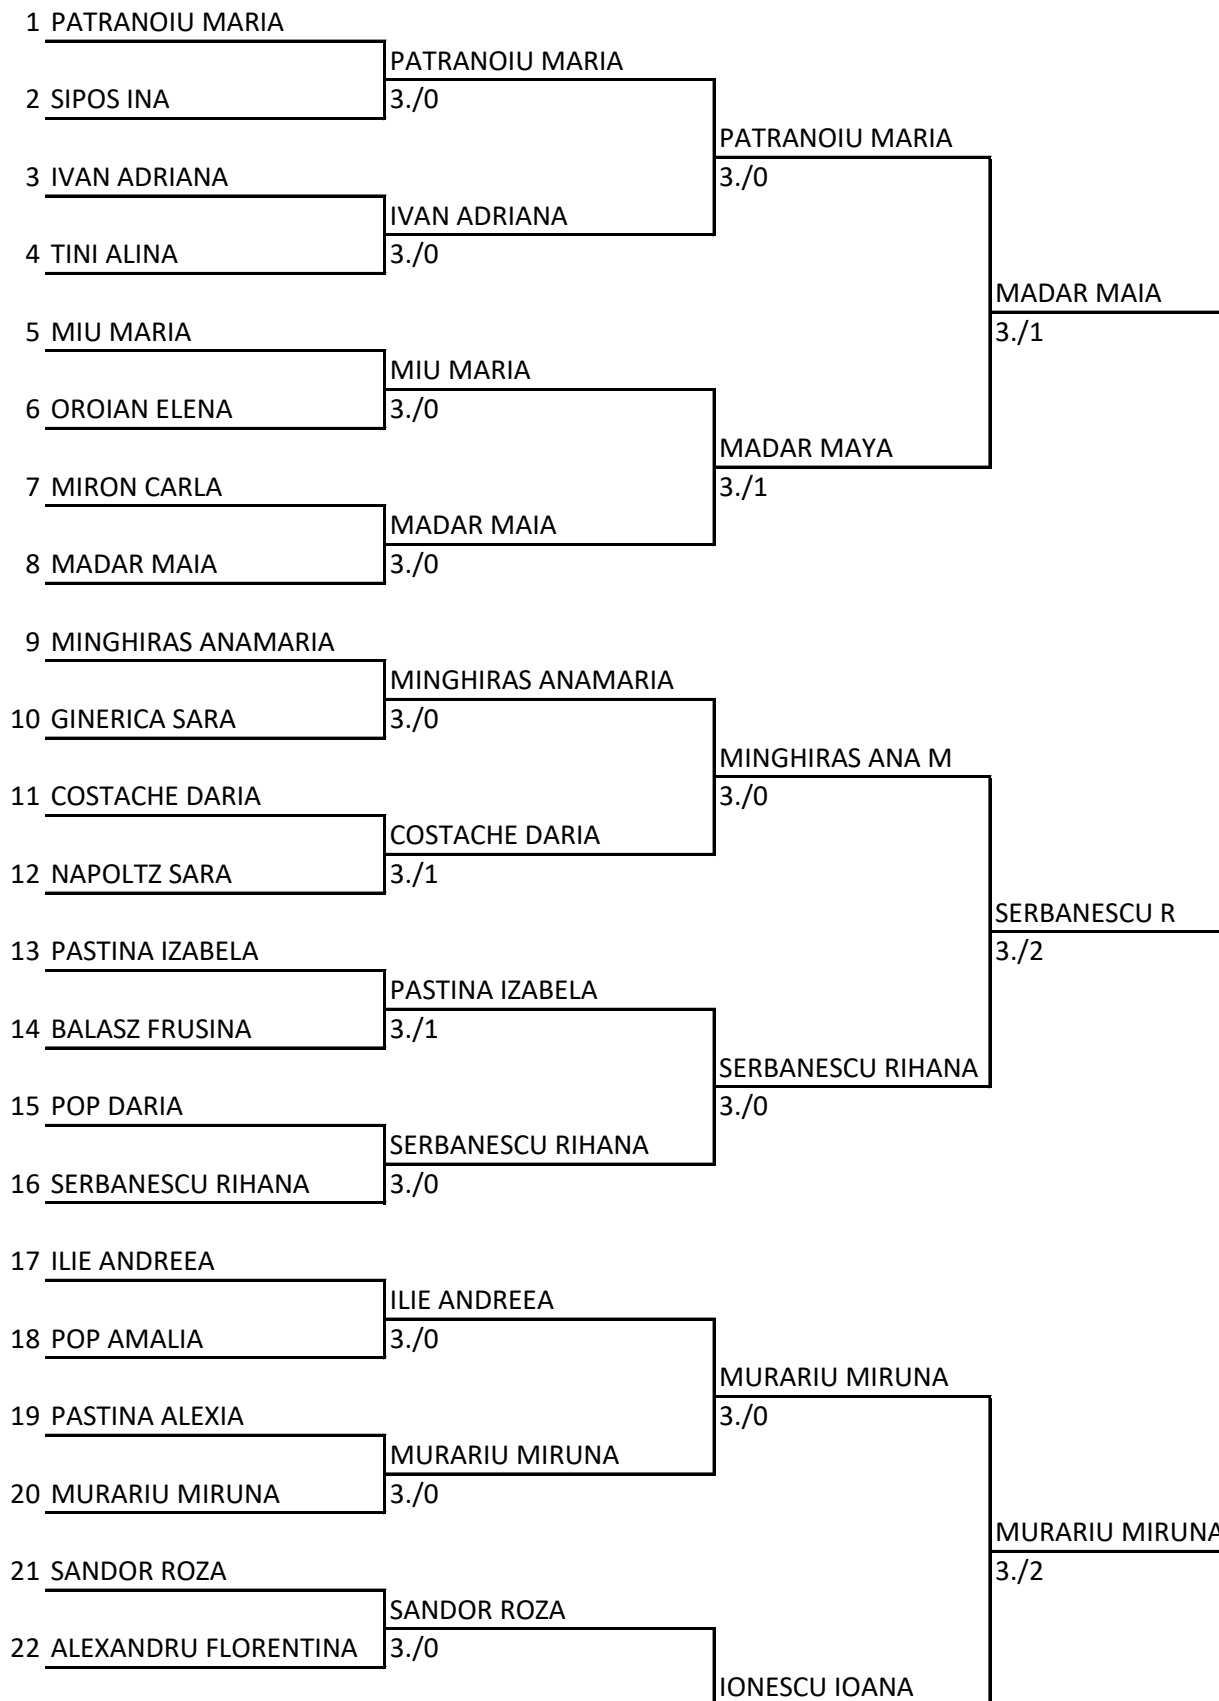 1 PATRANOIU MARIA
PATRANOIU MARIA
2 SIPOS INA
3./0
PATRANOIU MARIA
3 IVAN ADRIANA
3./0
IVAN ADRIANA
4 TINI ALINA
3./0
MADAR MAIA
5 MIU MARIA
3./1
MIU MARIA
6 OROIAN ELENA
3./0
MADAR MAYA
7 MIRON CARLA
3./1
MADAR MAIA
8 MADAR MAIA
3./0
9 MINGHIRAS ANAMARIA
MINGHIRAS ANAMARIA
10 GINERICA SARA
3./0
MINGHIRAS ANA M
11 COSTACHE DARIA
3./0
COSTACHE DARIA
12 NAPOLTZ SARA
3./1
SERBANESCU R
13 PASTINA IZABELA
3./2
PASTINA IZABELA
14 BALASZ FRUSINA
3./1
SERBANESCU RIHANA
15 POP DARIA
3./0
SERBANESCU RIHANA
16 SERBANESCU RIHANA
3./0
17 ILIE ANDREEA
ILIE ANDREEA
18 POP AMALIA
3./0
MURARIU MIRUNA
19 PASTINA ALEXIA
3./0
MURARIU MIRUNA
20 MURARIU MIRUNA
3./0
MURARIU MIRUNA
21 SANDOR ROZA
3./2
SANDOR ROZA
22 ALEXANDRU FLORENTINA
3./0
IONESCU IOANA